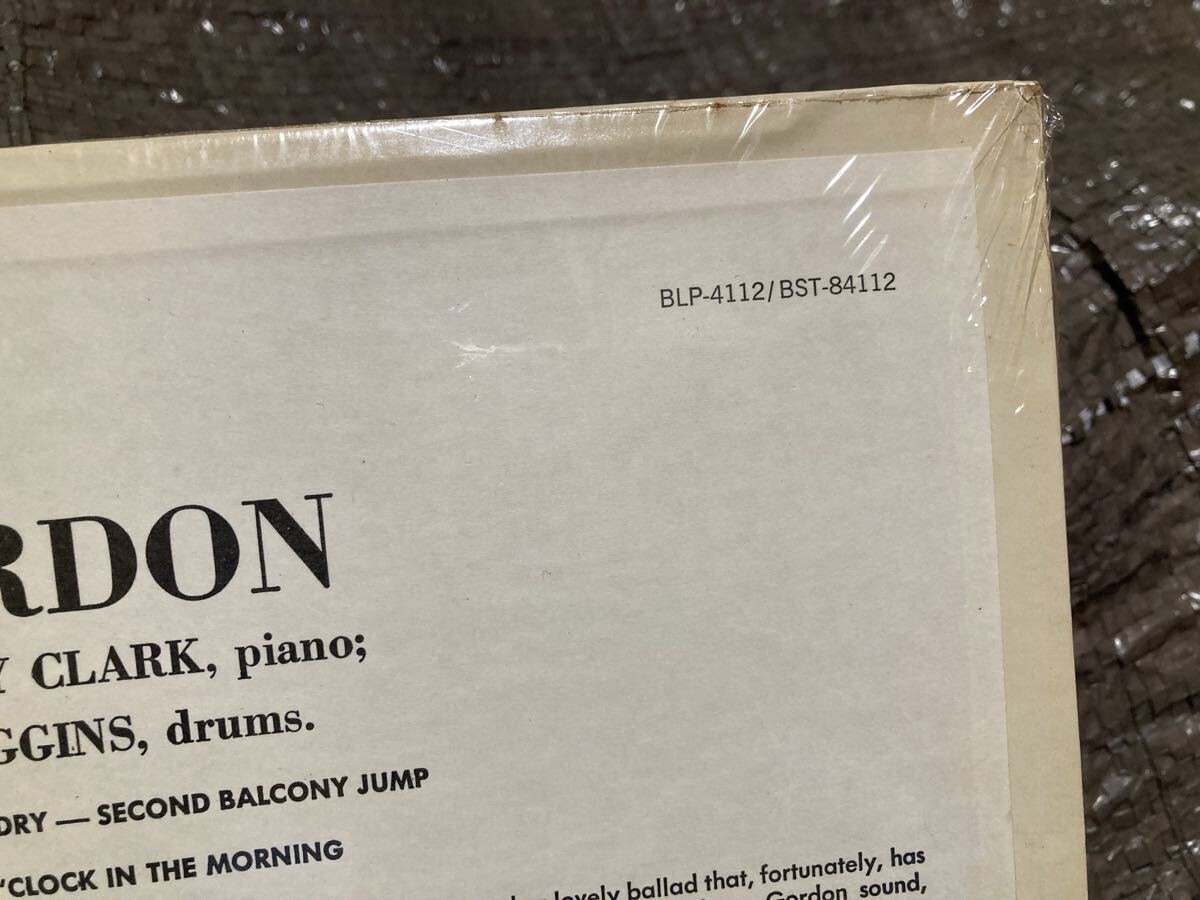 BLP-4112/BST-84112
RDON
Y CLARK, piano;
GGINS, drums.
DRY — SECOND BALCONY JUMP
'CLOCK IN THE MORNING
lovely ballad that, fortunately, has
Gordon sound,